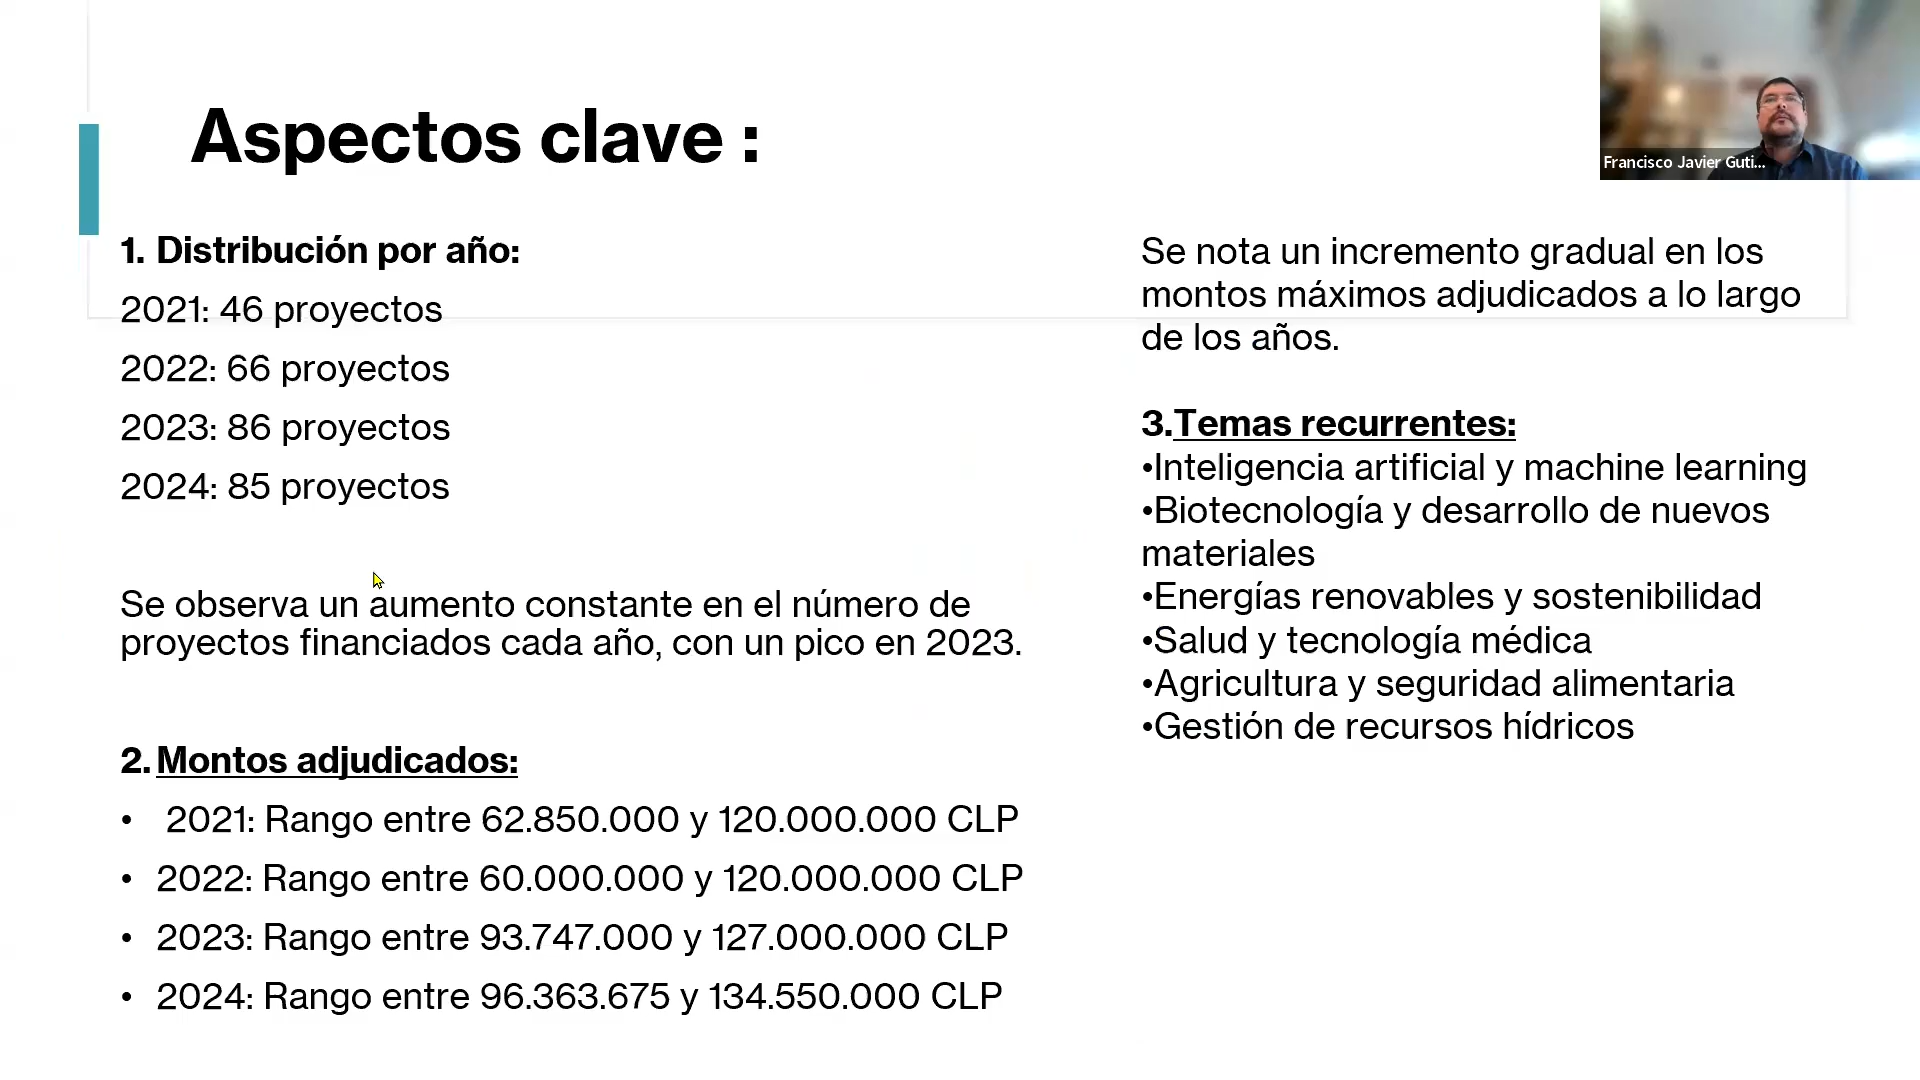 Aspectos clave :
Francisco Javier Guti...
1. Distribución por año:
2021: 46 proyectos
2022: 66 proyectos
2023: 86 proyectos
2024: 85 proyectos
Se observa un aumento constante en el número de
proyectos financiados cada año, con un pico en 2023.
2. Montos adjudicados:
• 2021: Rango entre 62.850.000 y 120.000.000 CLP
• 2022: Rango entre 60.000.000 y 120.000.000 CLP
• 2023: Rango entre 93.747.000 y 127.000.000 CLP
• 2024: Rango entre 96.363.675 y 134.550.000 CLP
Se nota un incremento gradual en los
montos máximos adjudicados a lo largo
de los años.
3.Temas recurrentes:
•Inteligencia artificial y machine learning
•Biotecnología y desarrollo de nuevos
materiales
•Energías renovables y sostenibilidad
•Salud y tecnología médica
•Agricultura y seguridad alimentaria
•Gestión de recursos hídricos